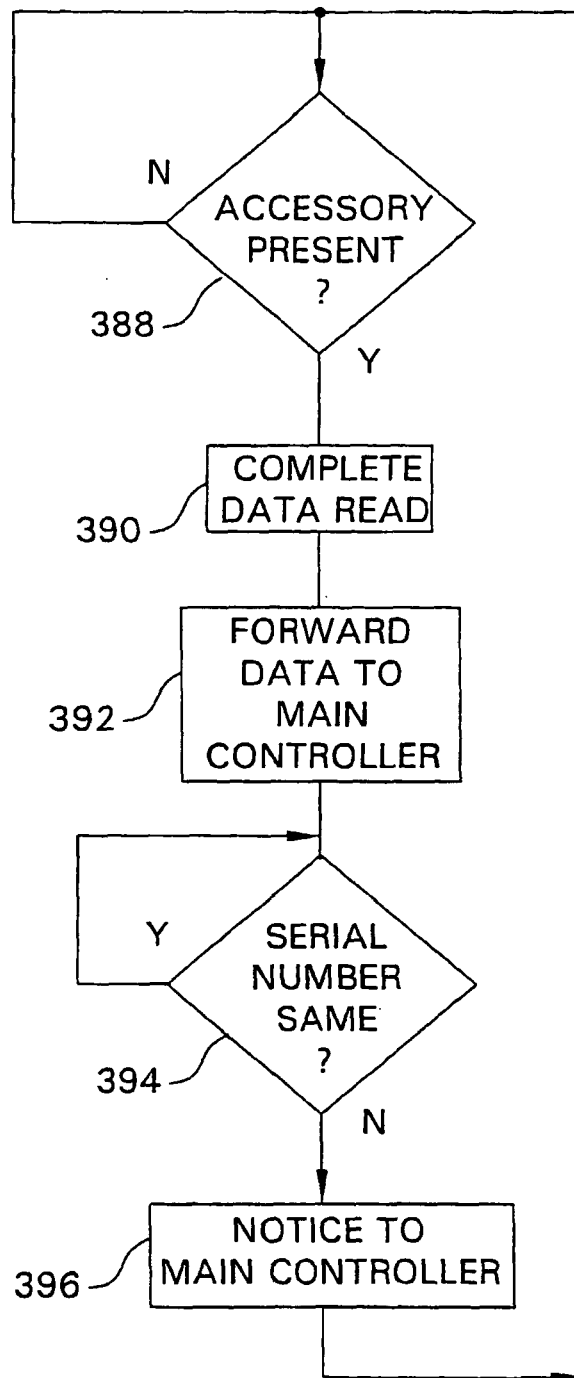 N
ACCESSORY
PRESENT
?
388
Y
COMPLETE
DATA READ
390
FORWARD
DATA TO
MAIN
CONTROLLER
392
Y
SERIAL
NUMBER
SAME
?
394
N
NOTICE TO
MAIN CONTROLLER
396